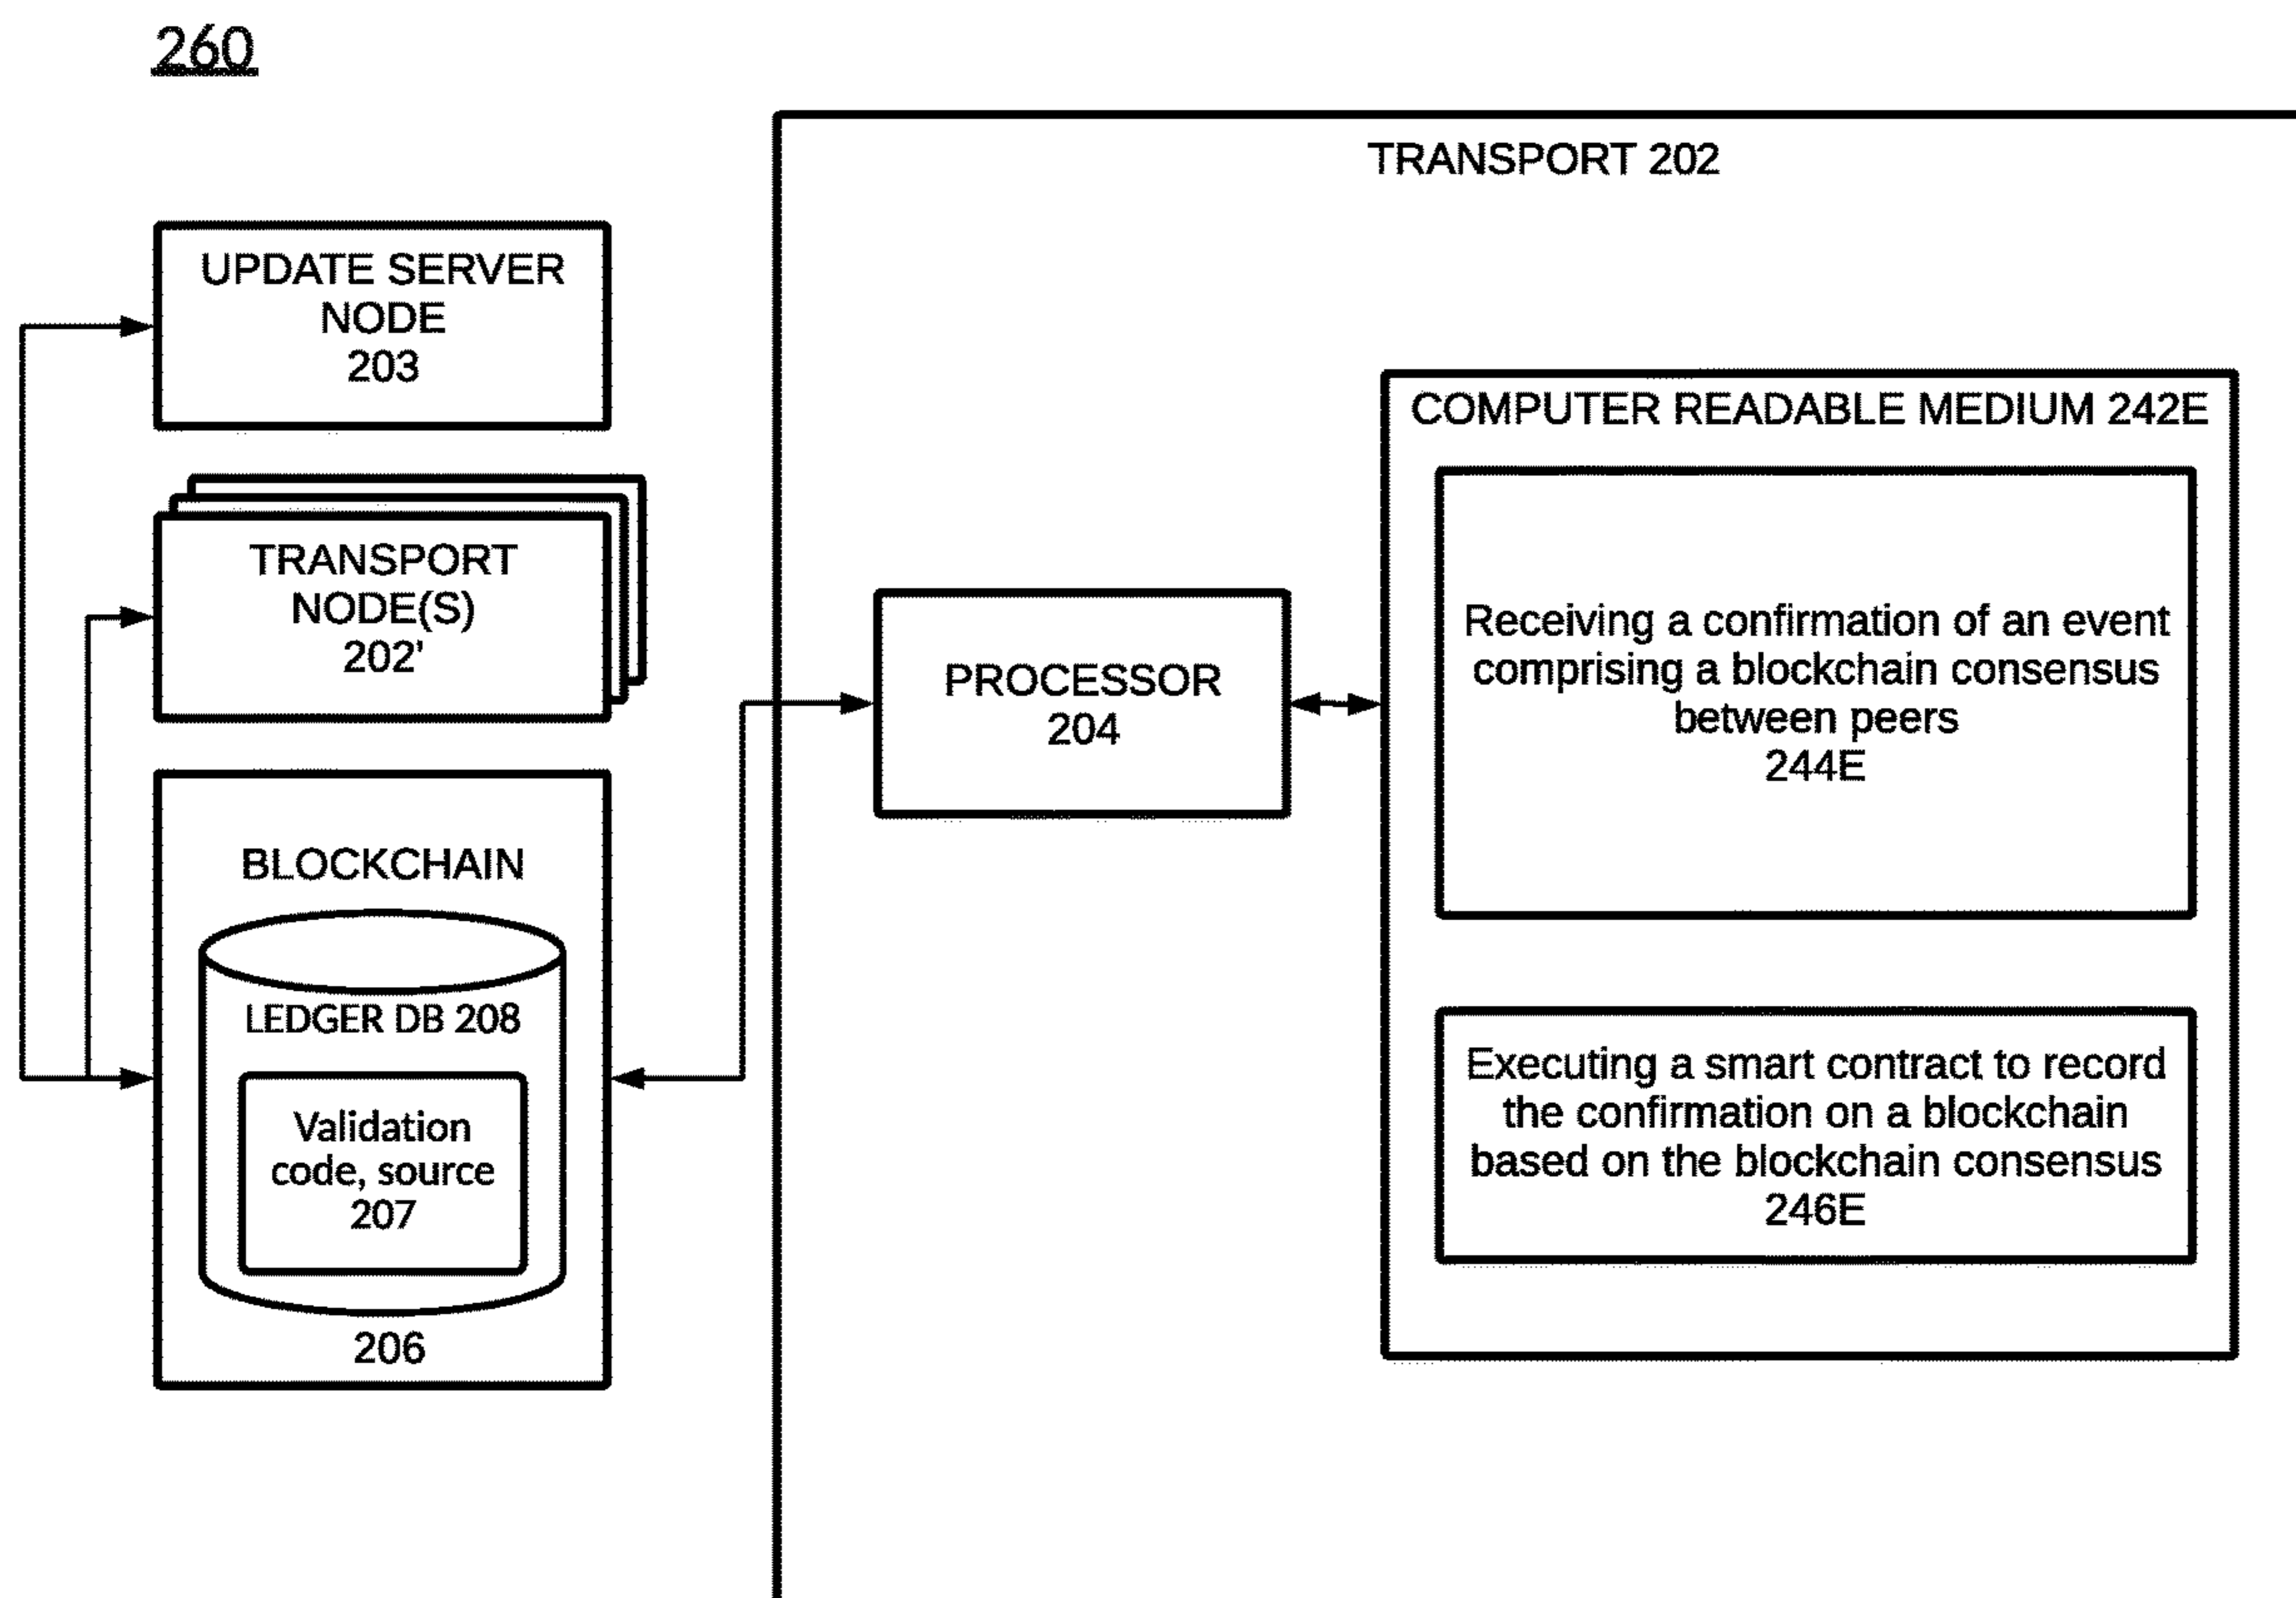 260
TRANSPORT 202
UPDATE SERVER
NODE
203
TRANSPORT
NODE(S)
202'
BLOCKCHAIN
LEDGER DB 208
Validation
code, source
207
206
PROCESSOR
204
COMPUTER READABLE MEDIUM 242E
Receiving a confirmation of an event
comprising a blockchain consensus
between peers
244E
Executing a smart contract to record
the confirmation on a blockchain
based on the blockchain consensus
246E